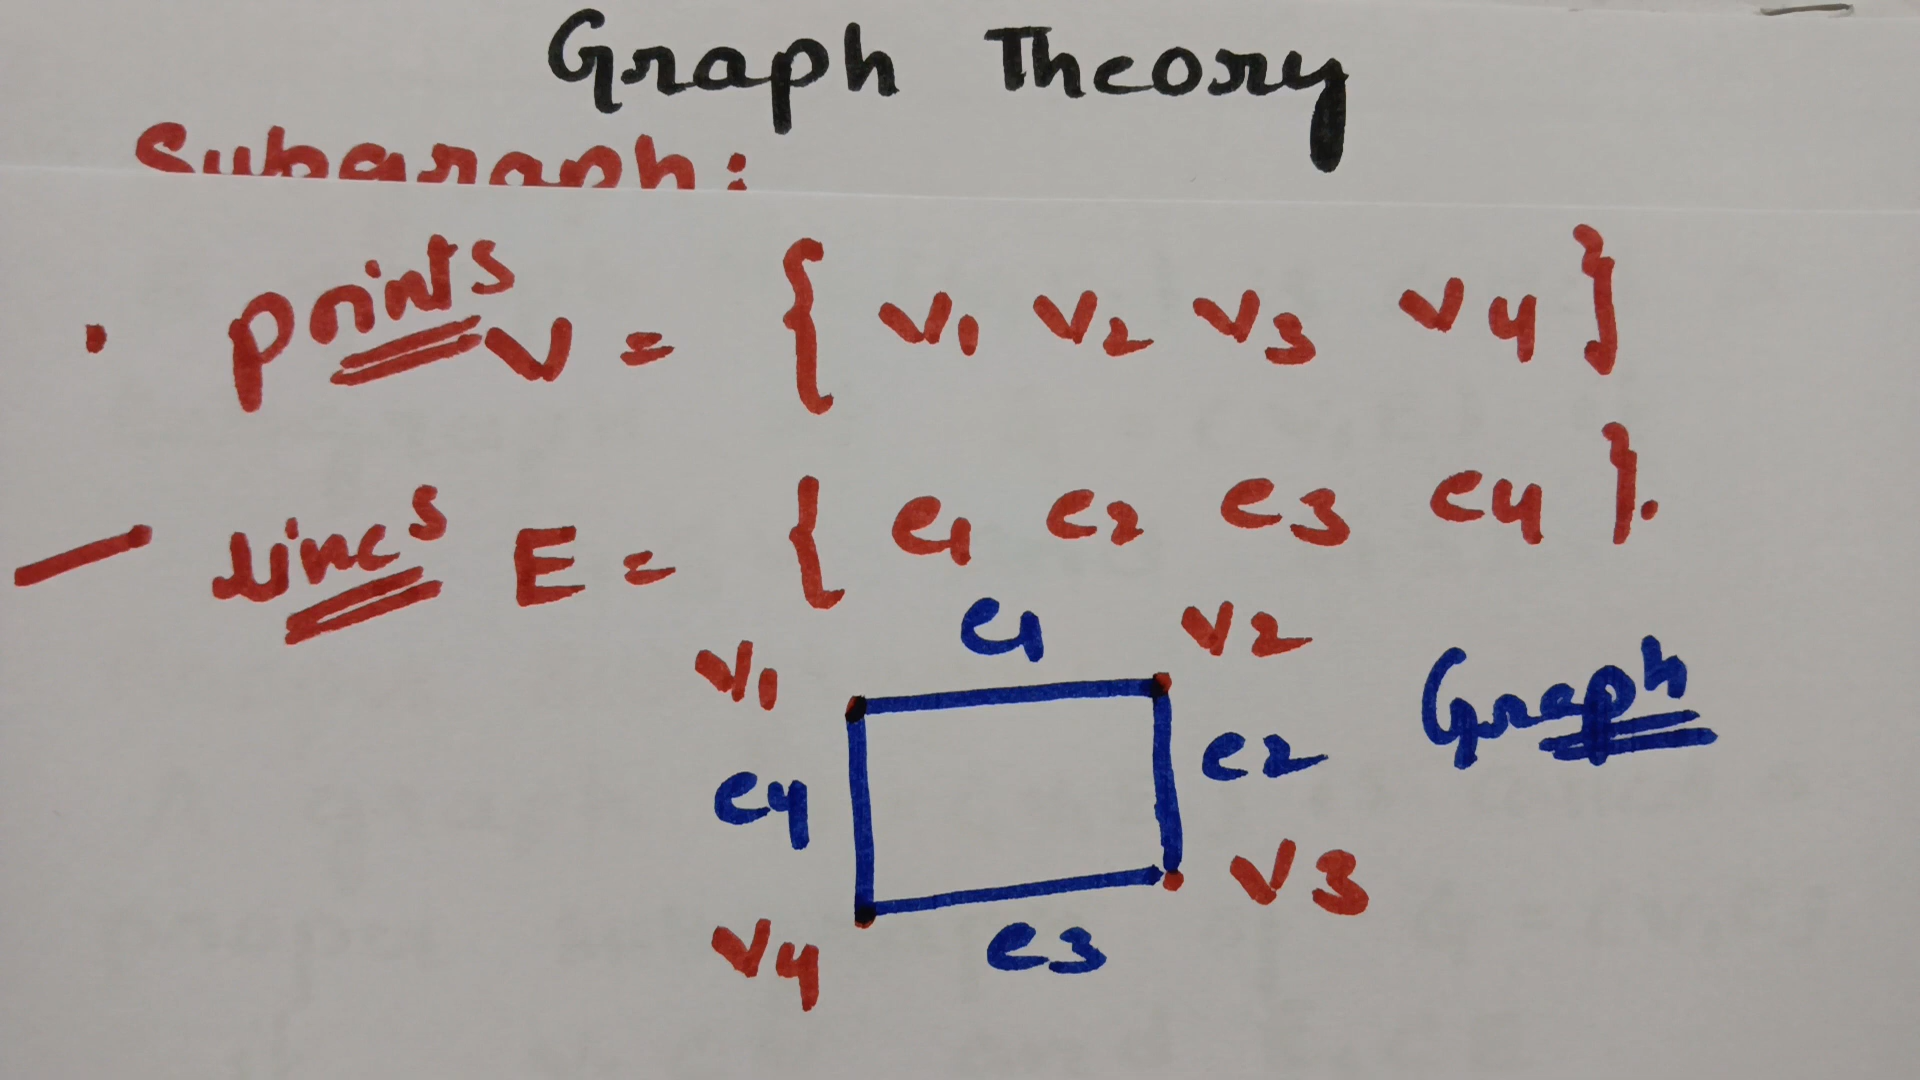 Graph Theory
Subgraph:
points V = { v1 v2 v3 v4 }
lines E = { e1 e2 e3 e4 }.
e1 v2
v1
Graph
e2
e4
v3
v4 e3